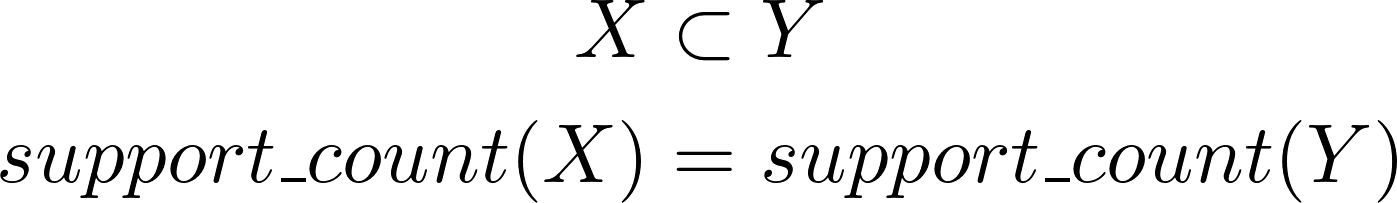 X ⊂ Y
support_count(X) = support_count(Y)